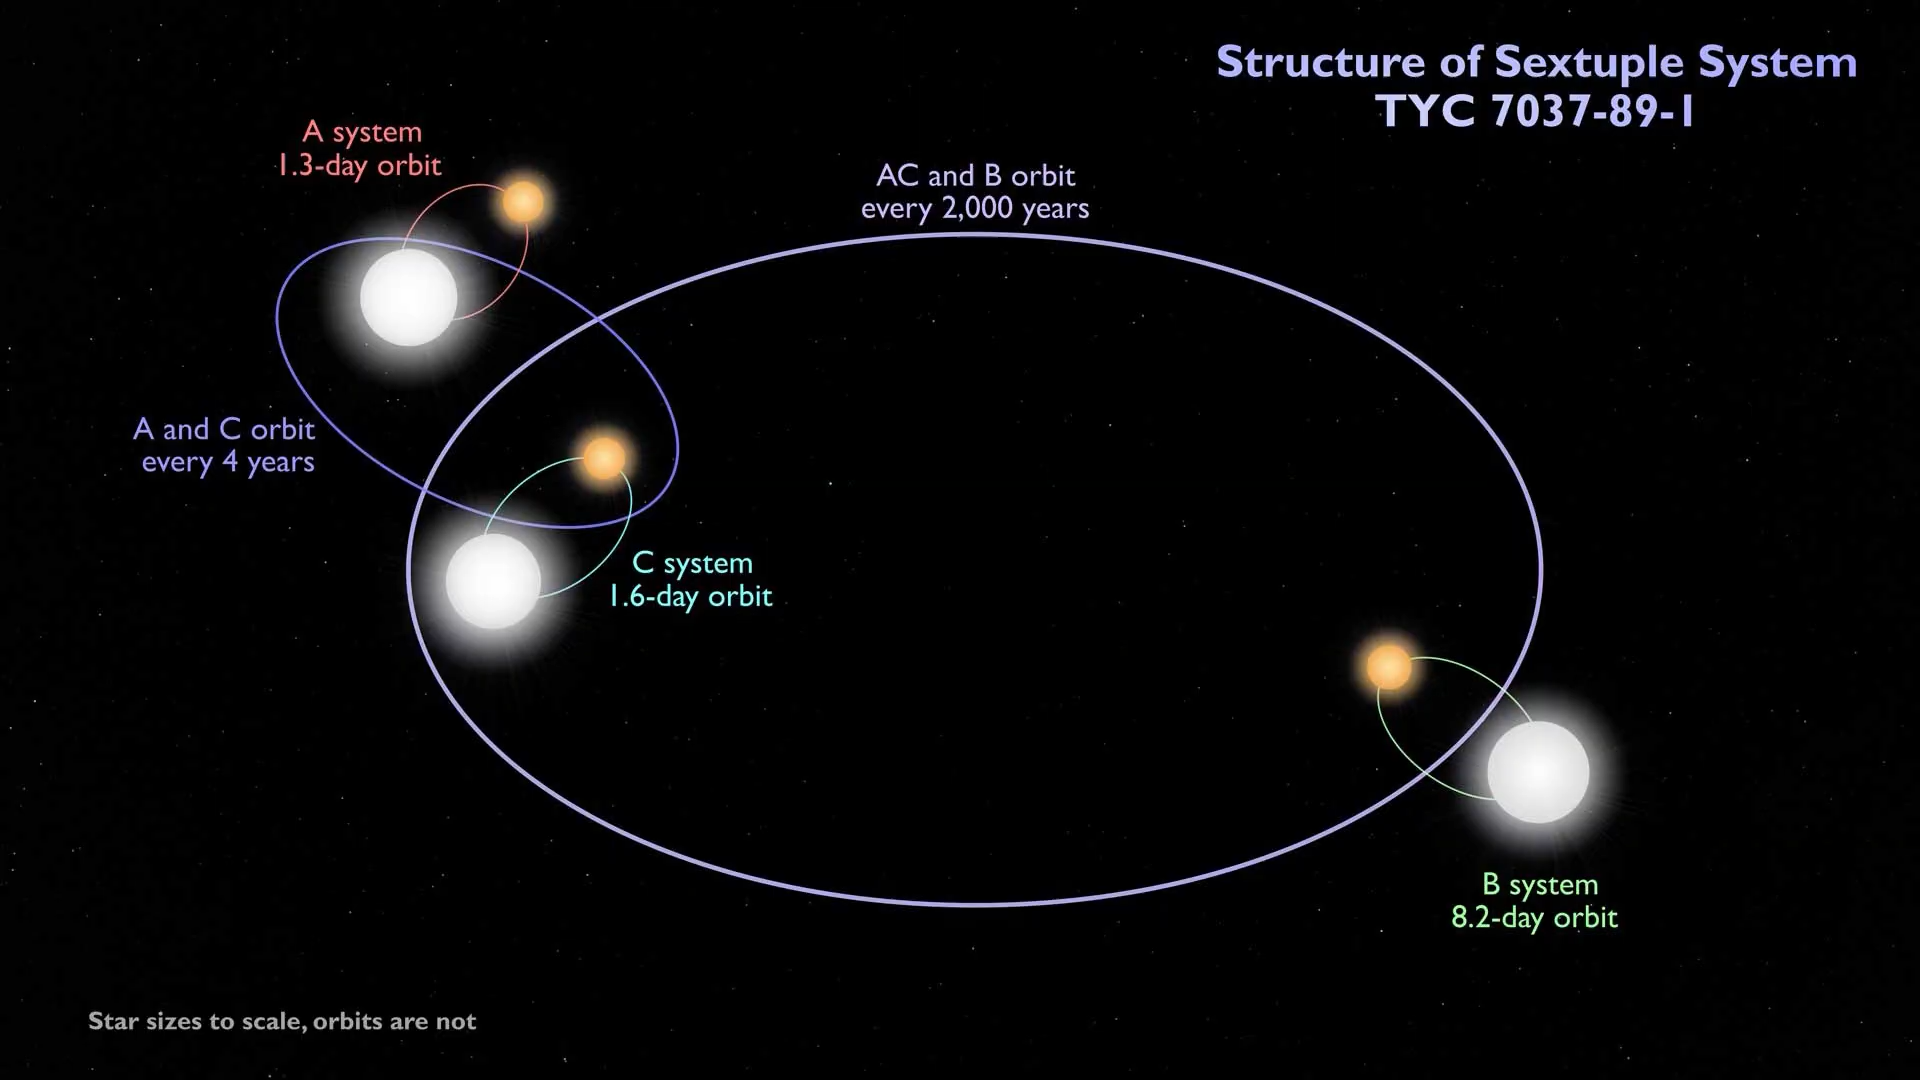 Structure of Sextuple System
TYC 7037-89-1
A system
1.3-day orbit
AC and B orbit
every 2,000 years
A and C orbit
every 4 years
C system
1.6-day orbit
B system
8.2-day orbit
Star sizes to scale, orbits are not